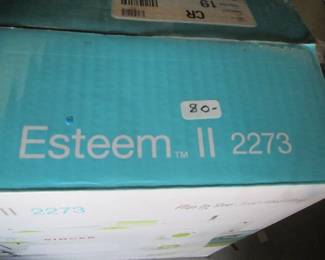 CR
19
80-
Esteem™ II 2273
II 2273
SINGER